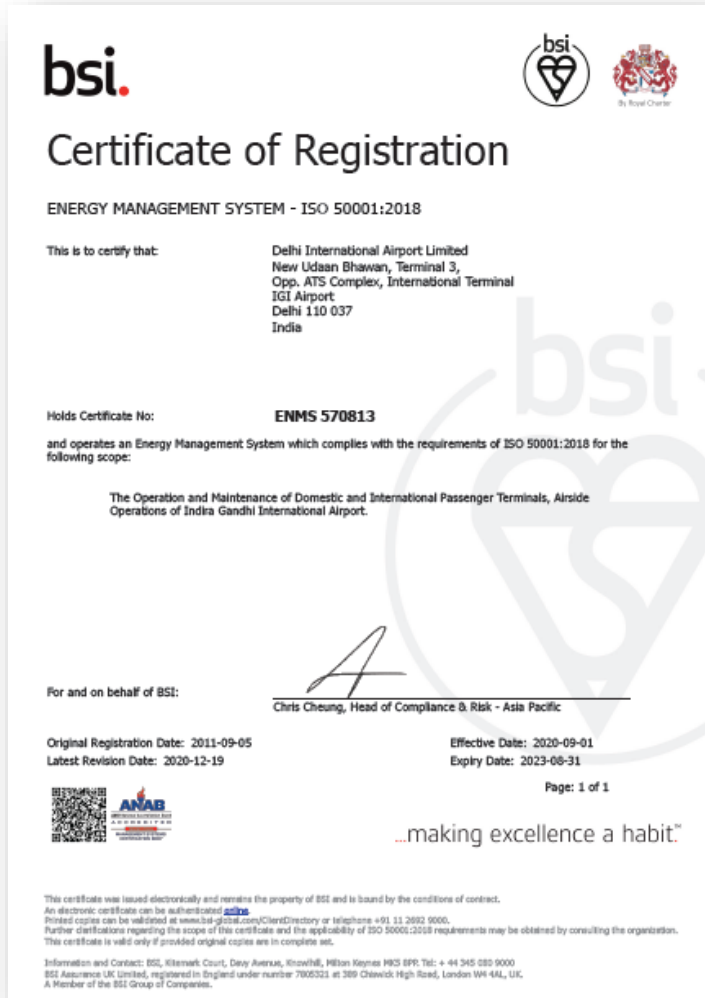 bsi.
bsi
By Royal Charter
Certificate of Registration
ENERGY MANAGEMENT SYSTEM - ISO 50001:2018
This is to certify that:
Delhi International Airport Limited
New Udaan Bhawan, Terminal 3,
Opp. ATS Complex, International Terminal
IGI Airport
Delhi 110 037
India
bsi.
Holds Certificate No:
ENMS 570813
and operates an Energy Management System which complies with the requirements of ISO 50001:2018 for the
following scope:
The Operation and Maintenance of Domestic and International Passenger Terminals, Airside
Operations of Indira Gandhi International Airport.
For and on behalf of BSI:
Chris Cheung, Head of Compliance & Risk - Asia Pacific
Original Registration Date: 2011-09-05
Effective Date: 2020-09-01
Latest Revision Date: 2020-12-19
Expiry Date: 2023-08-31
Page: 1 of 1
ANAB
ACCREDITED
...making excellence a habit.™
This certificate was issued electronically and remains the property of BSI and is bound by the conditions of contract.
An electronic certificate can be authenticated online.
Printed copies can be validated at www.bsi-global.com/ClientDirectory or telephone +91 11 2692 9000.
Further clarifications regarding the scope of this certificate and the applicability of ISO 50001:2018 requirements may be obtained by consulting the organization.
This certificate is valid only if provided original copies are in complete set.
Information and Contact: BSI, Kitemark Court, Davy Avenue, Knowlhill, Milton Keynes MK5 8PP. Tel: + 44 345 080 9000
BSI Assurance UK Limited, registered in England under number 7805321 at 389 Chiswick High Road, London W4 4AL, UK.
A Member of the BSI Group of Companies.